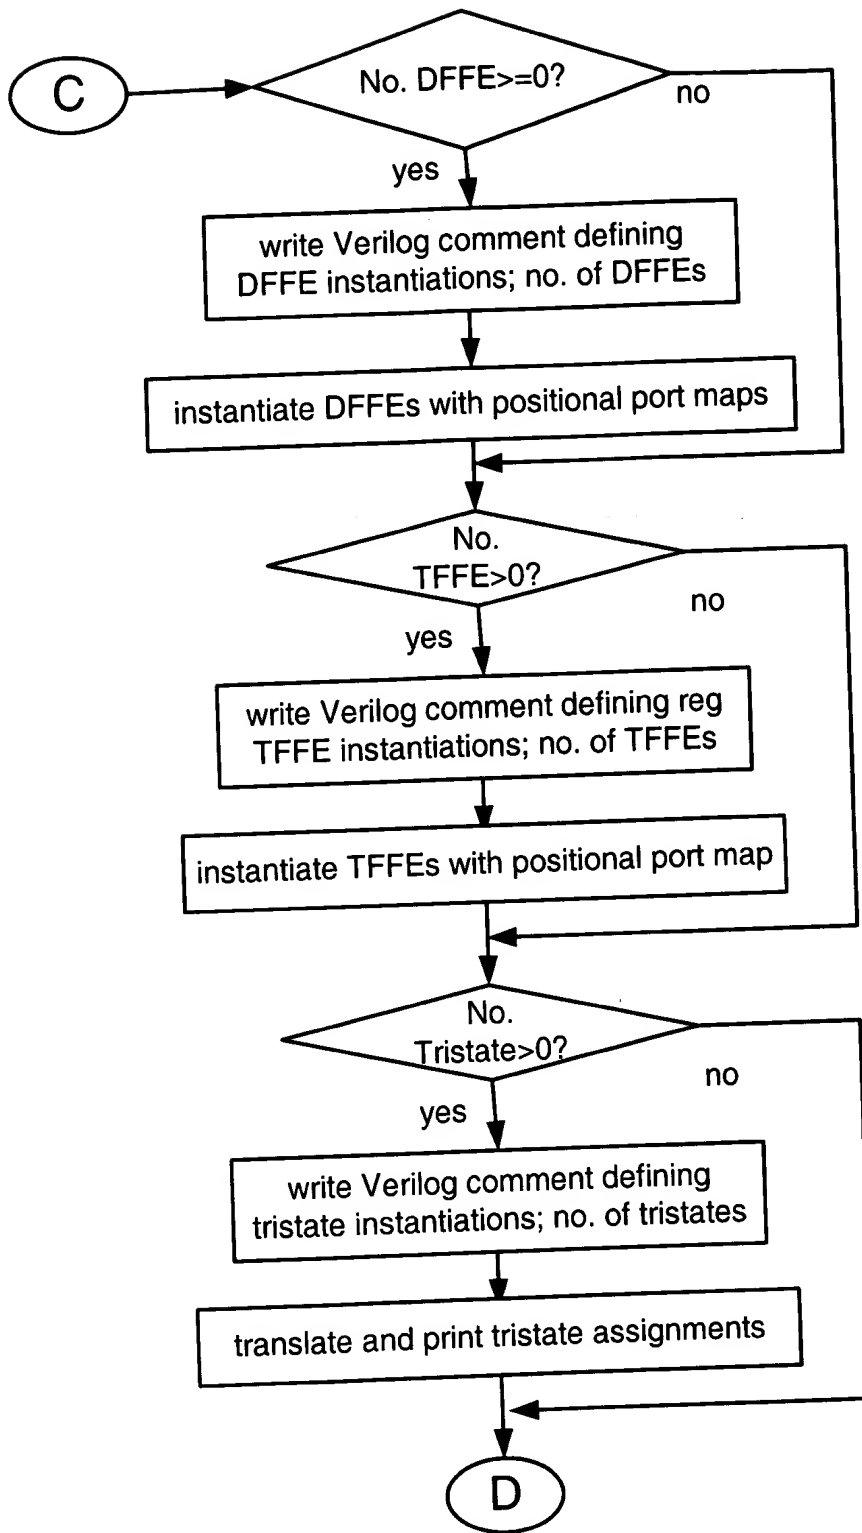 C
No. DFFE>=0?
no
yes
write Verilog comment defining
DFFE instantiations; no. of DFFEs
instantiate DFFEs with positional port maps
No.
TFFE>0?
no
yes
write Verilog comment defining reg
TFFE instantiations; no. of TFFEs
instantiate TFFEs with positional port map
No.
Tristate>0?
no
yes
write Verilog comment defining
tristate instantiations; no. of tristates
translate and print tristate assignments
D